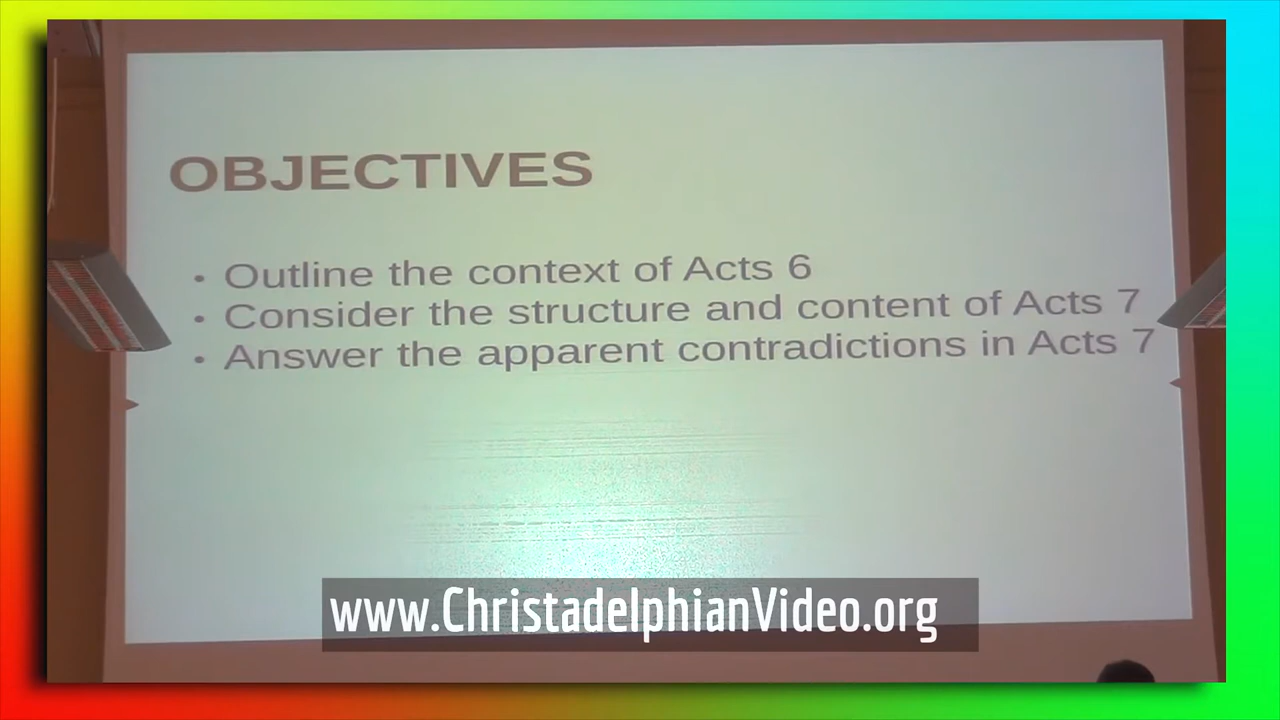 OBJECTIVES
• Outline the context of Acts 6
• Consider the structure and content of Acts 7
• Answer the apparent contradictions in Acts 7
www.ChristadelphianVideo.org